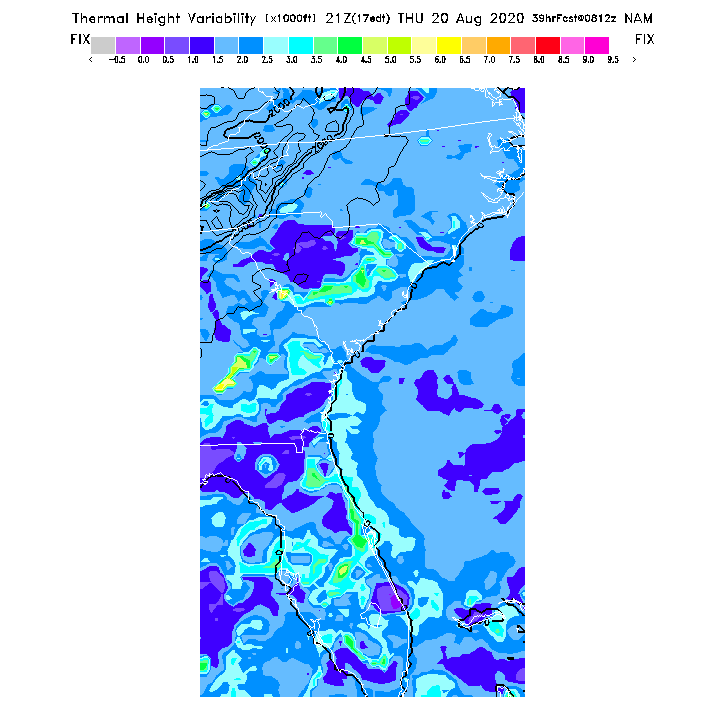 Thermal Height Variability [x1000ft] 21Z(17edt) THU 20 Aug 2020 39hrFcst@0812z NAM
FIX FIX
< -0.5 0.0 0.5 1.0 1.5 2.0 2.5 3.0 3.5 4.0 4.5 5.0 5.5 6.0 6.5 7.0 7.5 8.0 8.5 9.0 9.5 >
2000